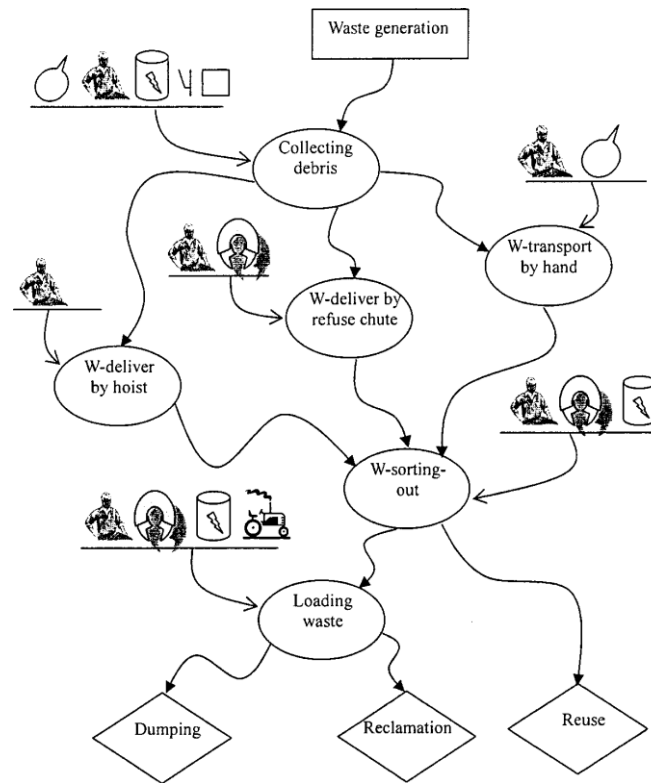 Waste generation
Collecting
debris
W-transport
by hand
W-deliver by
refuse chute
W-deliver
by hoist
W-sorting-
out
Loading
waste
Dumping
Reclamation
Reuse